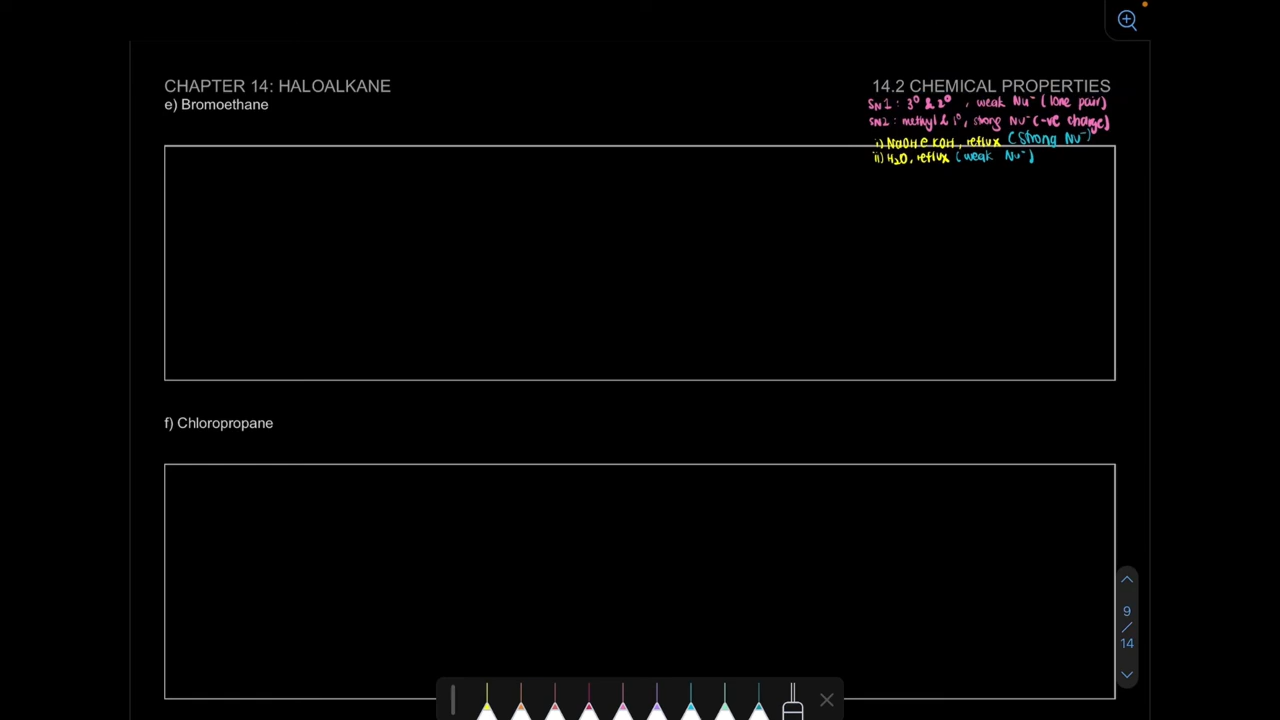 CHAPTER 14: HALOALKANE
14.2 CHEMICAL PROPERTIES
e) Bromoethane
SN1 : 3° & 2° , weak Nu⁻ (lone pair)
SN2 : methyl & 1°, strong Nu⁻ (-ve charge)
i) NaOH @ KOH , reflux (strong Nu⁻)
ii) H₂O, reflux (weak Nu⁻)
f) Chloropropane
9
/
14